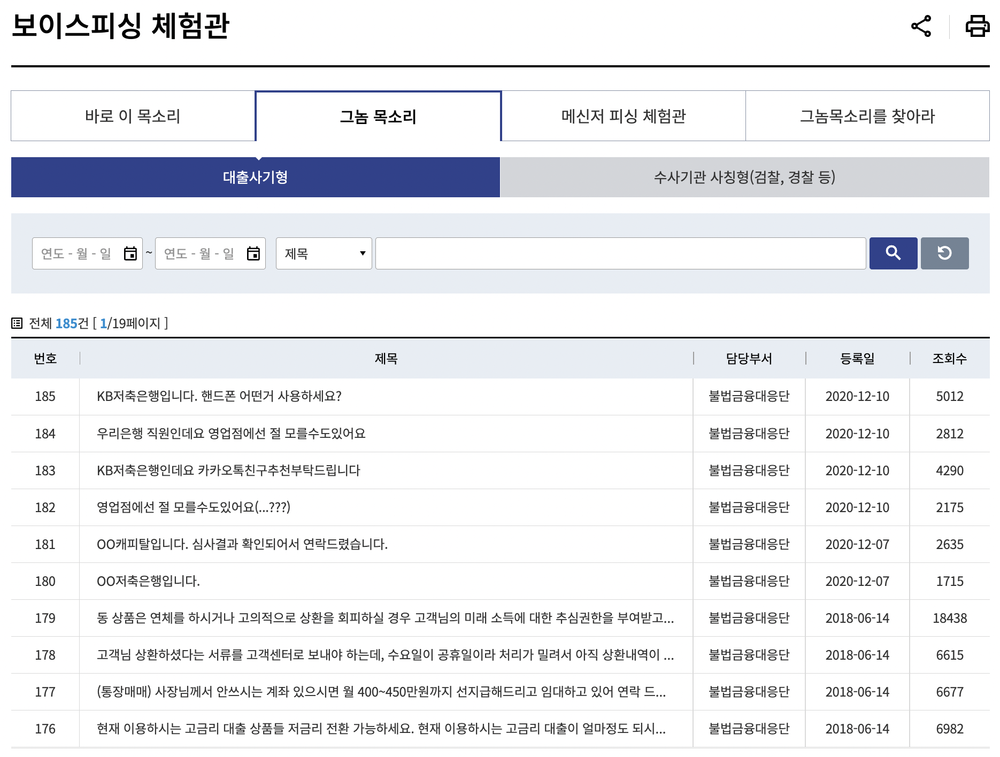 보이스피싱 체험관
바로 이 목소리
그놈 목소리
메신저 피싱 체험관
그놈목소리를 찾아라
대출사기형
수사기관 사칭형(검찰, 경찰 등)
연도 - 월 - 일 ~ 연도 - 월 - 일 제목
전체 185건 [ 1/19페이지 ]
번호 제목 담당부서 등록일 조회수
185 KB저축은행입니다. 핸드폰 어떤거 사용하세요? 불법금융대응단 2020-12-10 5012
184 우리은행 직원인데요 영업점에선 절 모를수도있어요 불법금융대응단 2020-12-10 2812
183 KB저축은행인데요 카카오톡친구추천부탁드립니다 불법금융대응단 2020-12-10 4290
182 영업점에선 절 모를수도있어요(...???) 불법금융대응단 2020-12-10 2175
181 OO캐피탈입니다. 심사결과 확인되어서 연락드렸습니다. 불법금융대응단 2020-12-07 2635
180 OO저축은행입니다. 불법금융대응단 2020-12-07 1715
179 동 상품은 연체를 하시거나 고의적으로 상환을 회피하실 경우 고객님의 미래 소득에 대한 추심권한을 부여받고... 불법금융대응단 2018-06-14 18438
178 고객님 상환하셨다는 서류를 고객센터로 보내야 하는데, 수요일이 공휴일이라 처리가 밀려서 아직 상환내역이 ... 불법금융대응단 2018-06-14 6615
177 (통장매매) 사장님께서 안쓰시는 계좌 있으시면 월 400~450만원까지 선지급해드리고 임대하고 있어 연락 드... 불법금융대응단 2018-06-14 6677
176 현재 이용하시는 고금리 대출 상품들 저금리 전환 가능하세요. 현재 이용하시는 고금리 대출이 얼마정도 되시... 불법금융대응단 2018-06-14 6982